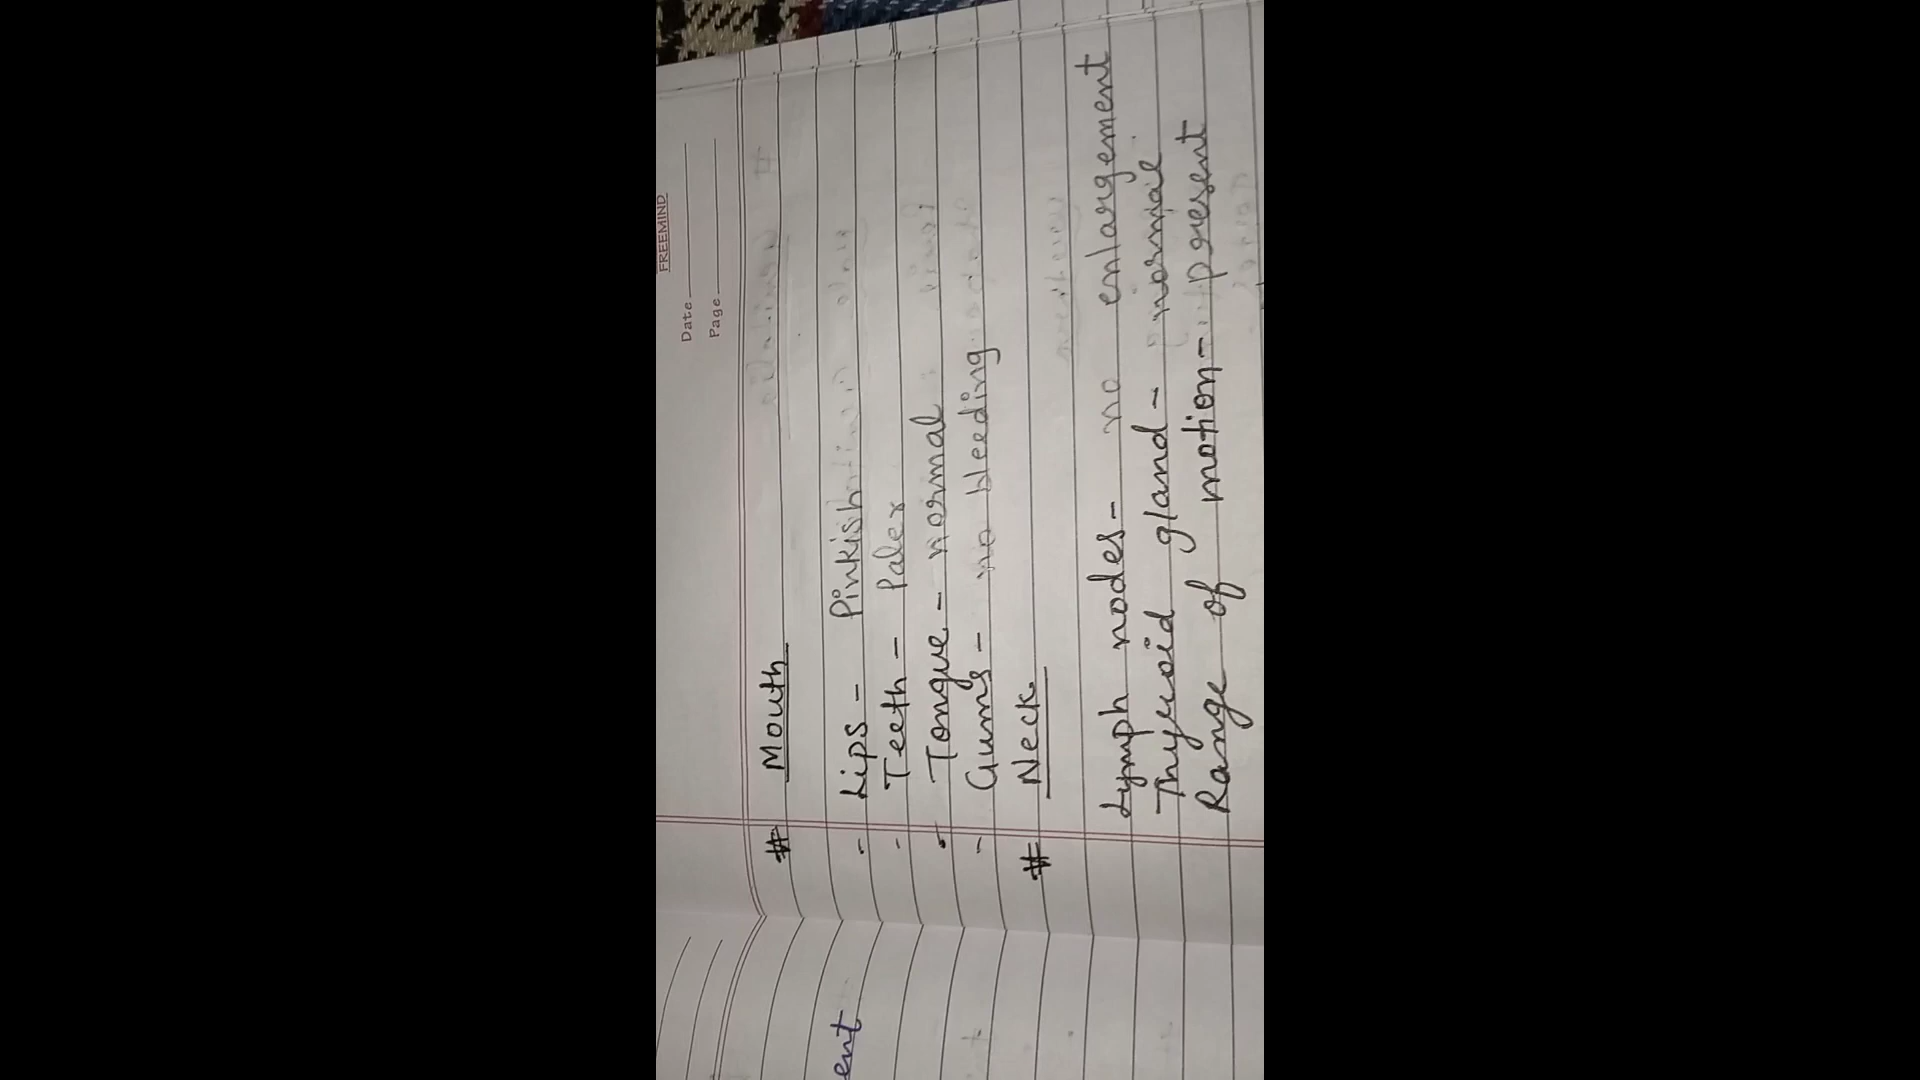 FREEMIND
Date
Page
# Mouth
- Lips - Pinkish
- Teeth - Paler
- Tongue - normal
- Gums - no bleeding
# Neck
Lymph nodes - no enlargement
Thyroid gland - normal
Range of motion - present
ent